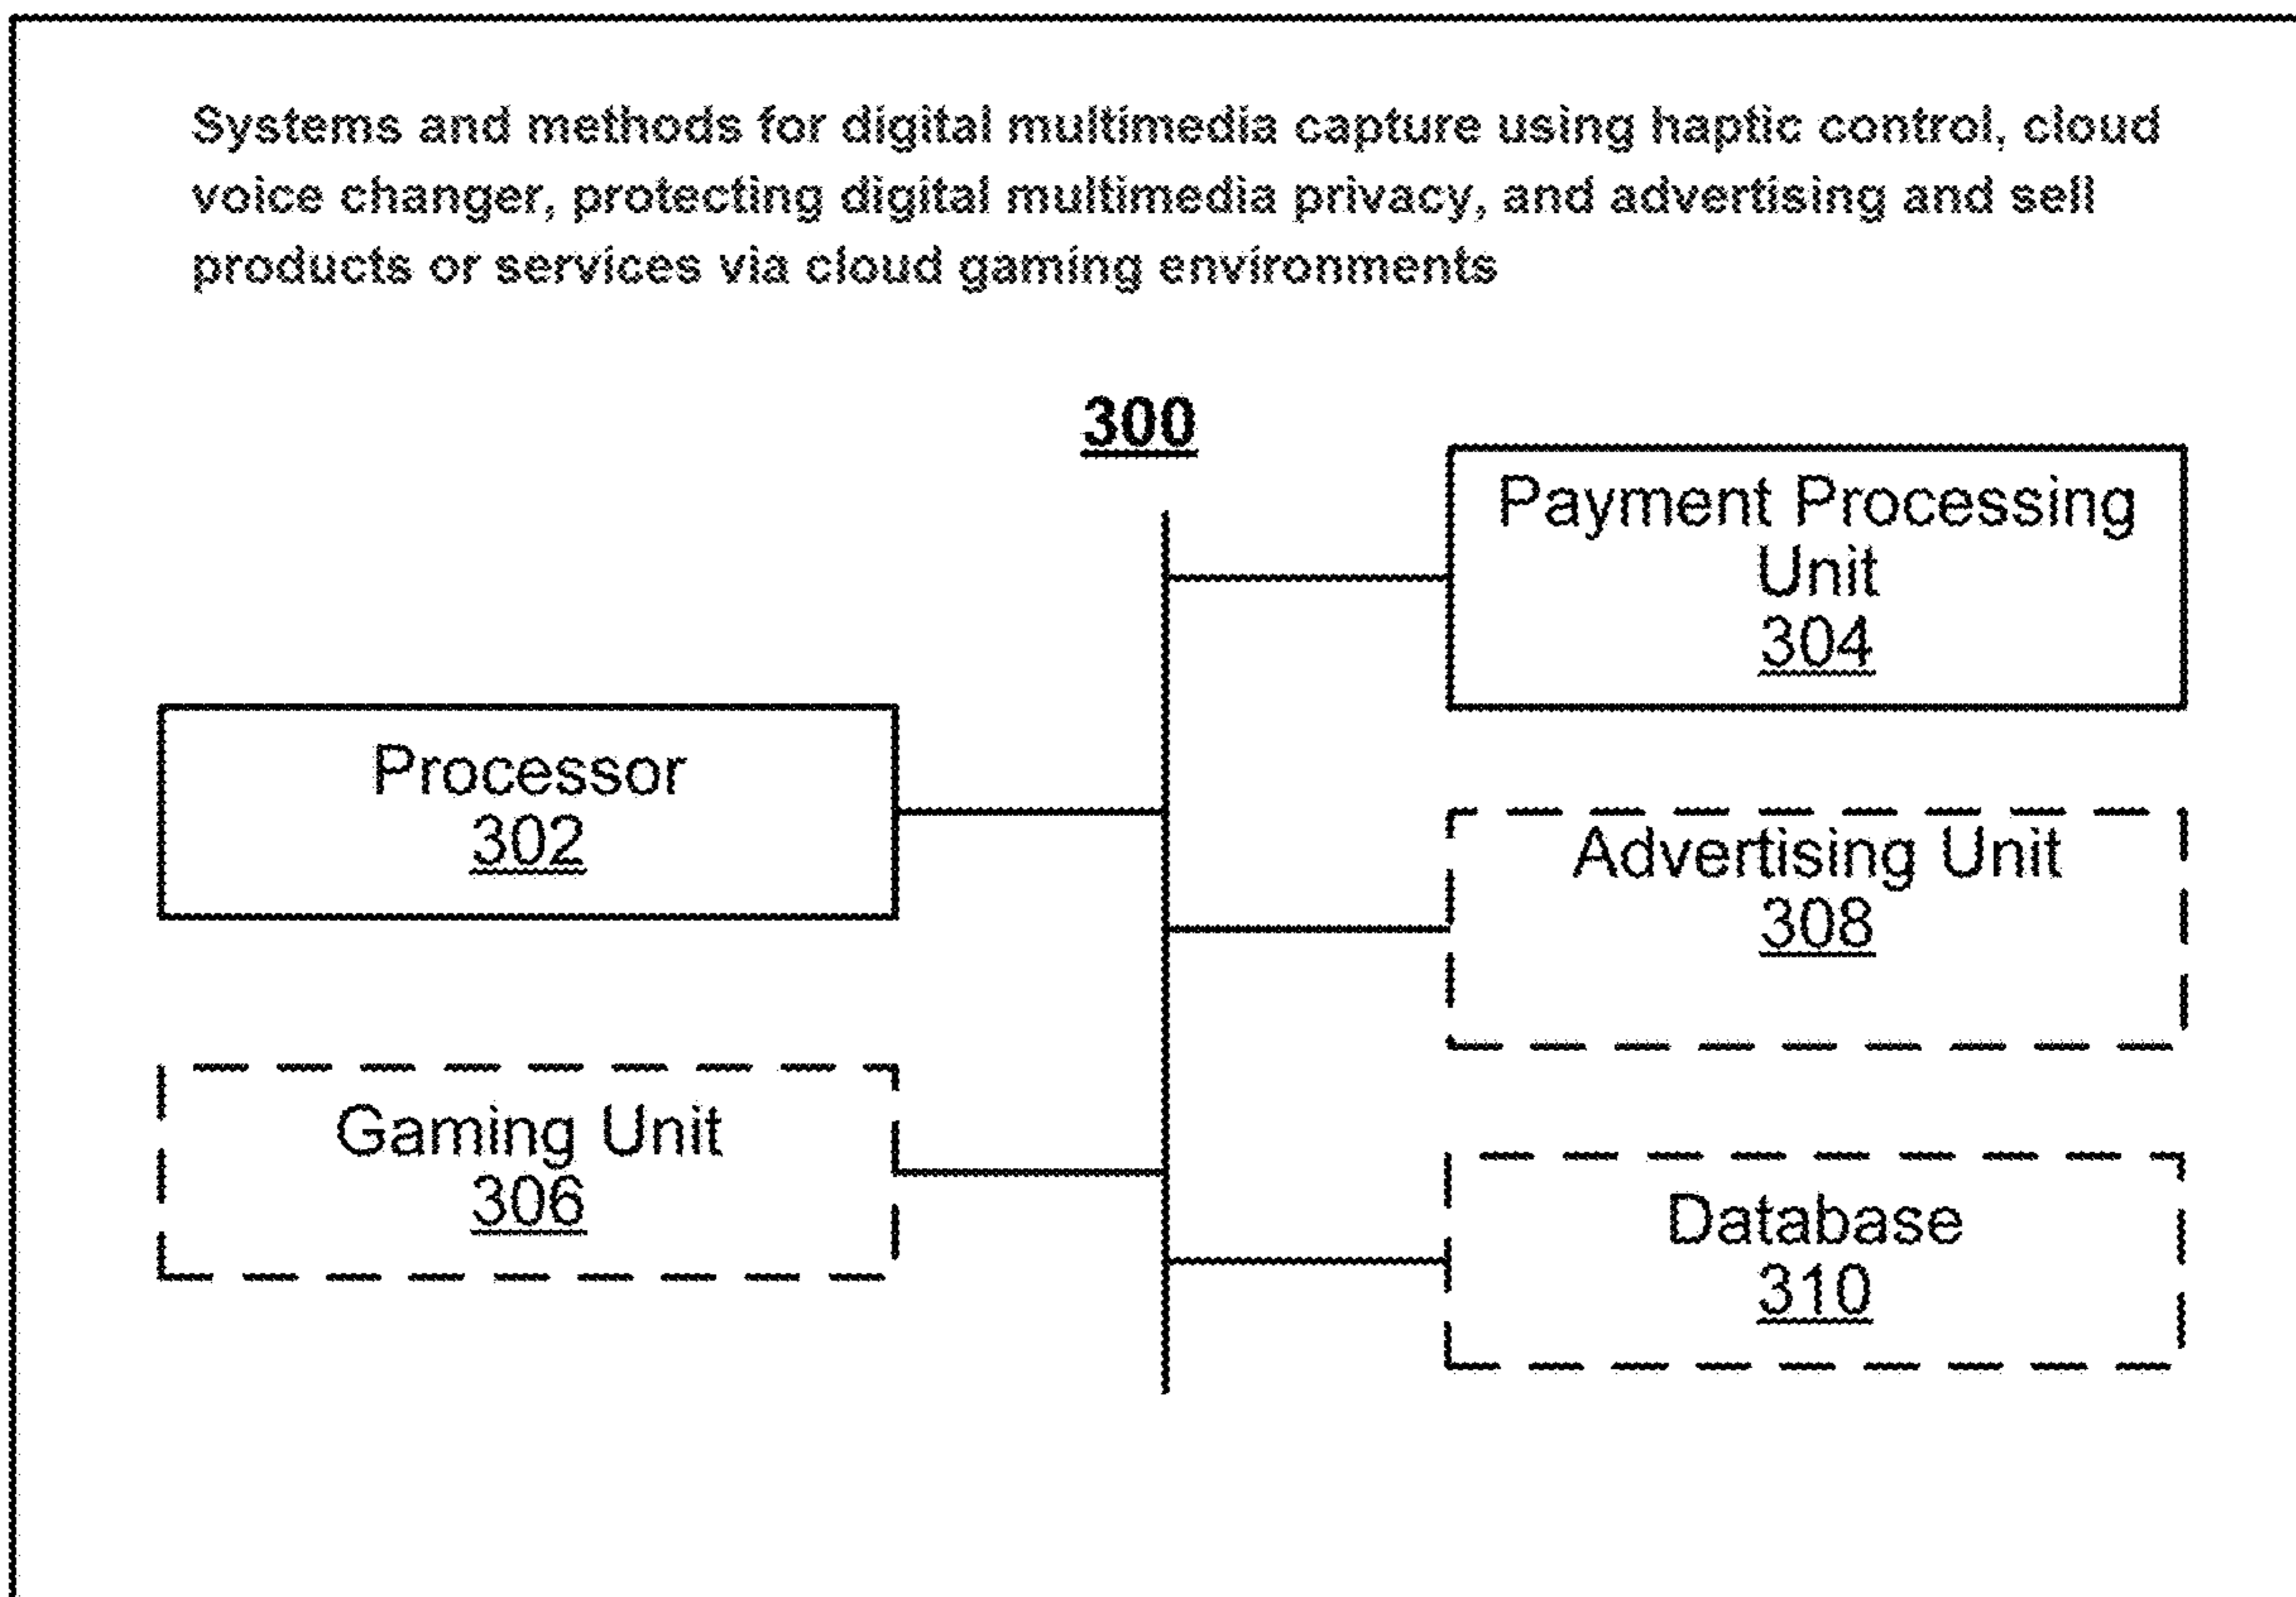 Systems and methods for digital multimedia capture using haptic control, cloud
voice changer, protecting digital multimedia privacy, and advertising and sell
products or services via cloud gaming environments
300
Payment Processing
Unit
304
Processor
302
Advertising Unit
308
Gaming Unit
306
Database
310